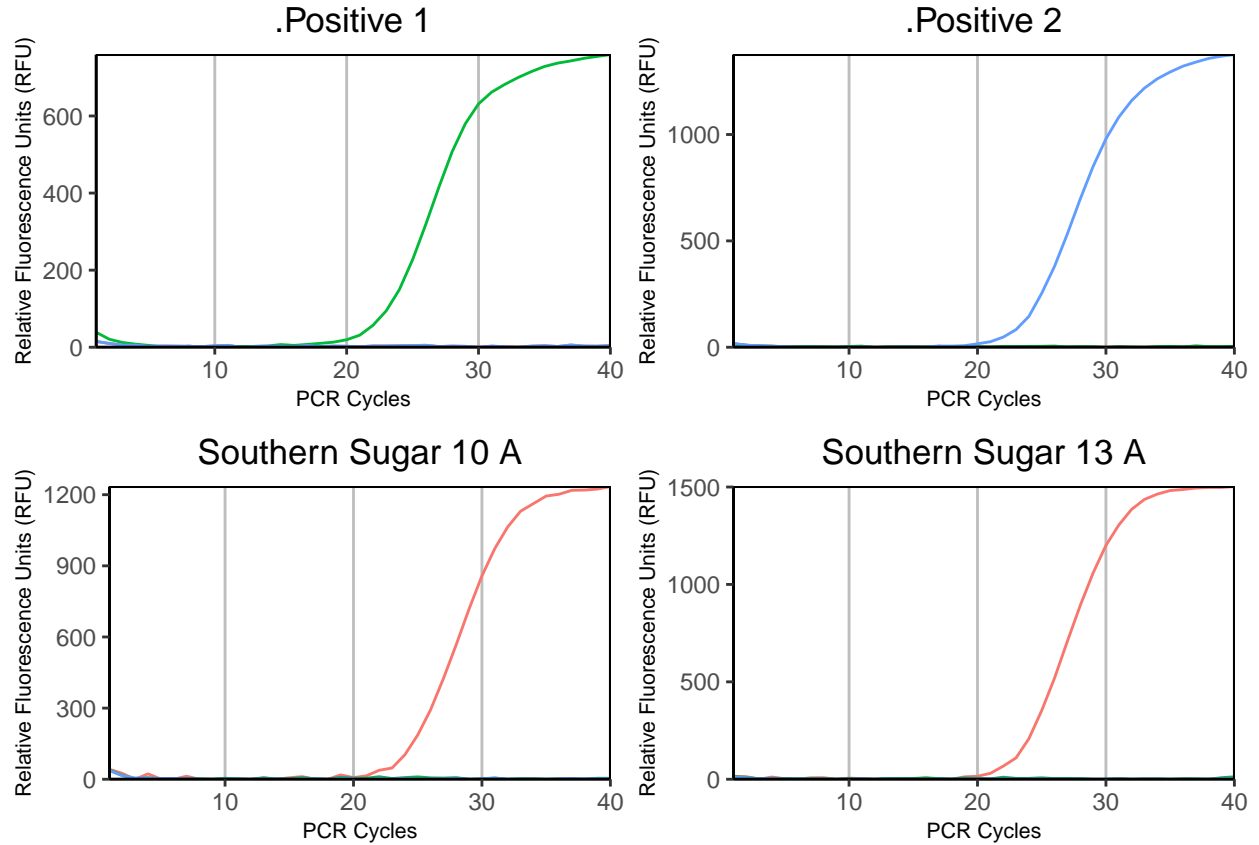 .Positive 1
Relative Fluorescence Units (RFU)
600
400
200
0
10
20
30
40
PCR Cycles
.Positive 2
Relative Fluorescence Units (RFU)
1000
500
0
10
20
30
40
PCR Cycles
Southern Sugar 10 A
Relative Fluorescence Units (RFU)
1200
900
600
300
0
10
20
30
40
PCR Cycles
Southern Sugar 13 A
Relative Fluorescence Units (RFU)
1500
1000
500
0
10
20
30
40
PCR Cycles